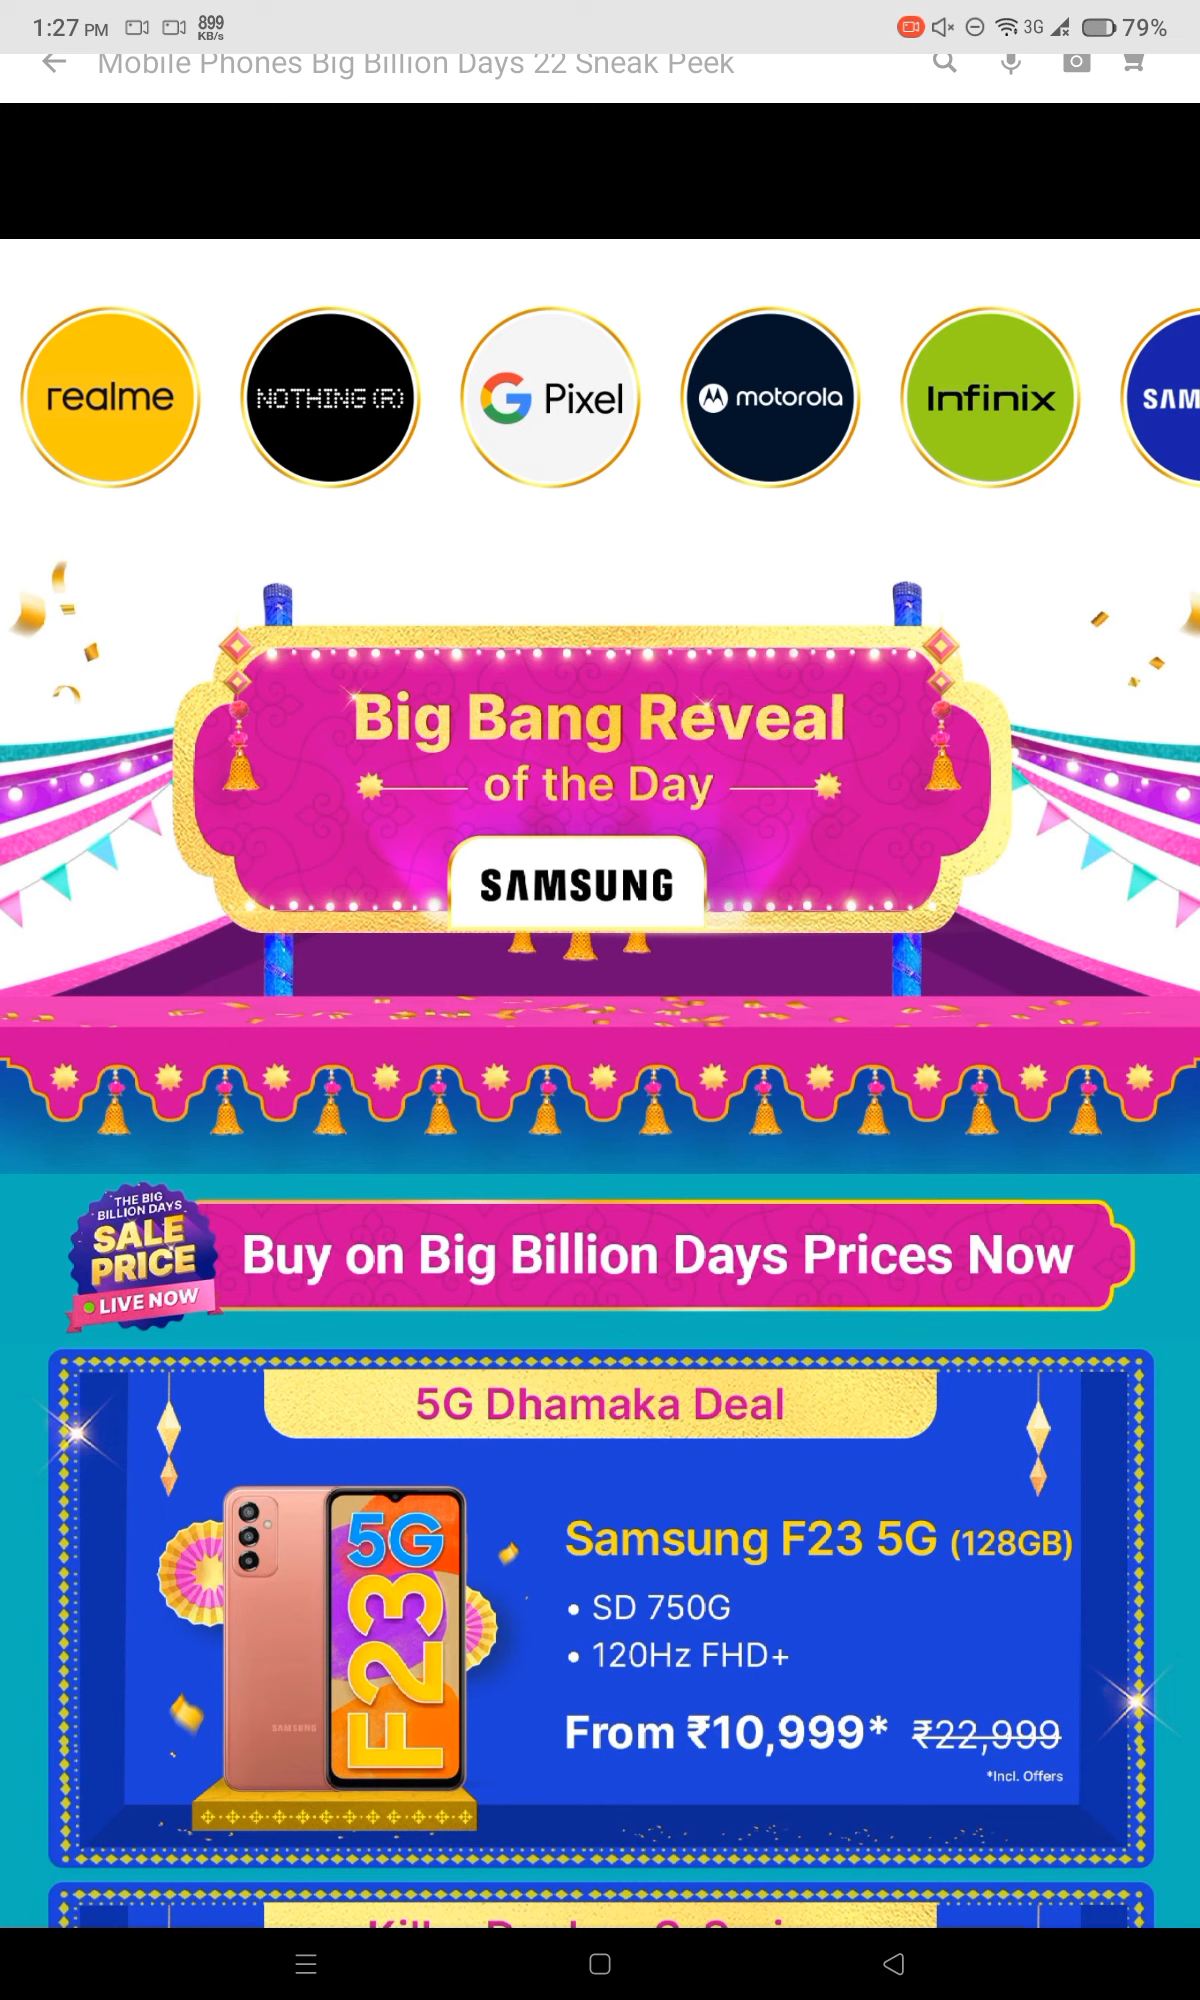 1:27 PM 899 KB/s 3G 79%
Mobile Phones Big Billion Days 22 Sneak Peek
realme
NOTHING (R)
G Pixel
motorola
Infinix
SAM
Big Bang Reveal
of the Day
SAMSUNG
THE BIG
BILLION DAYS
SALE
PRICE
LIVE NOW
Buy on Big Billion Days Prices Now
5G Dhamaka Deal
5G
F23
SAMSUNG
Samsung F23 5G (128GB)
• SD 750G
• 120Hz FHD+
From ₹10,999* ₹22,999
*Incl. Offers